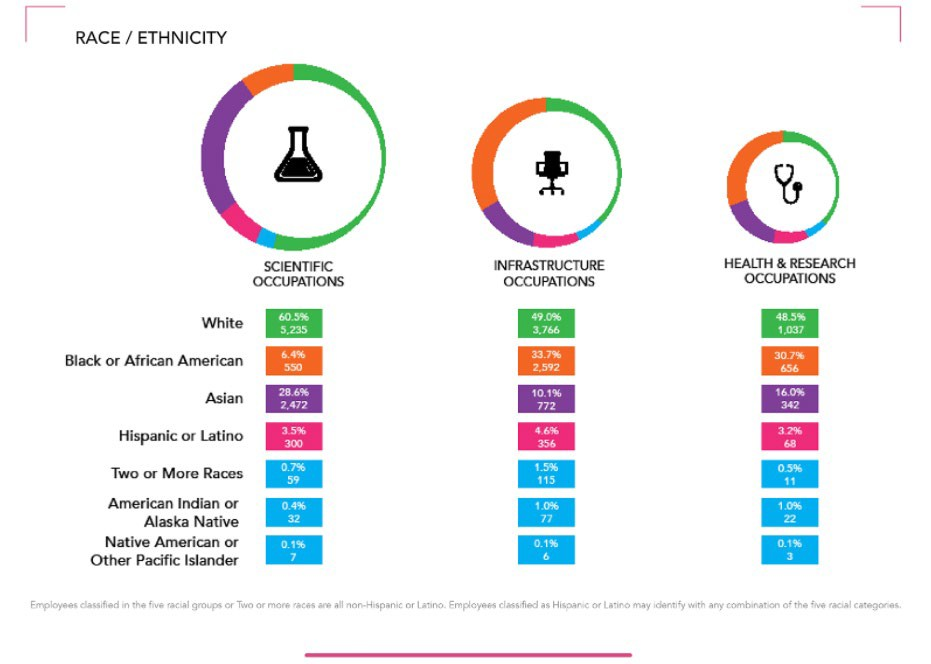 RACE / ETHNICITY
SCIENTIFIC
OCCUPATIONS
INFRASTRUCTURE
OCCUPATIONS
HEALTH & RESEARCH
OCCUPATIONS
White
60.5%
5,235
49.0%
3,766
48.5%
1,037
Black or African American
6.4%
550
33.7%
2,592
30.7%
656
Asian
28.6%
2,472
10.1%
772
16.0%
342
Hispanic or Latino
3.5%
300
4.6%
356
3.2%
68
Two or More Races
0.7%
59
1.5%
115
0.5%
11
American Indian or
Alaska Native
0.4%
32
1.0%
77
1.0%
22
Native American or
Other Pacific Islander
0.1%
7
0.1%
6
0.1%
3
Employees classified in the five racial groups or Two or more races are all non-Hispanic or Latino. Employees classified as Hispanic or Latino may identify with any combination of the five racial categories.